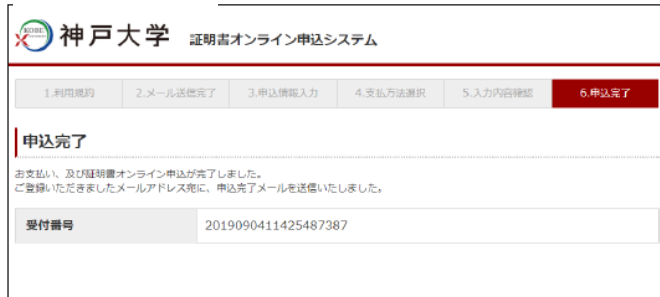 KOBE
神戸大学 証明書オンライン申込システム
1.利用規約 2.メール送信完了 3.申込情報入力 4.支払方法選択 5.入力内容確認 6.申込完了
申込完了
お支払い、及び証明書オンライン申込が完了しました。
ご登録いただきましたメールアドレス宛に、申込完了メールを送信いたしました。
受付番号 2019090411425487387